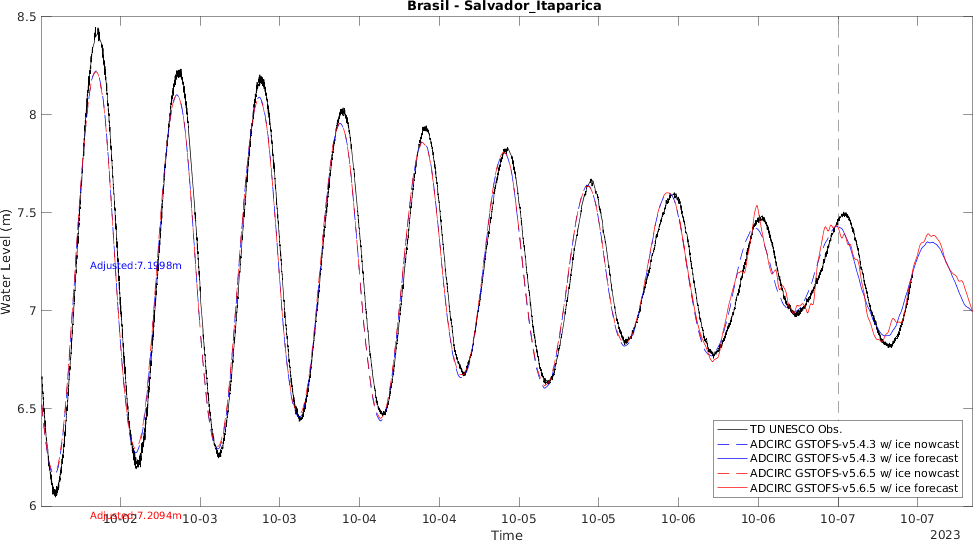 Brasil - Salvador_Itaparica
8.5
8
7.5
7
6.5
6
Water Level (m)
Adjusted:7.1998m
Adjusted:7.2094m
TD UNESCO Obs.
ADCIRC GSTOFS-v5.4.3 w/ ice nowcast
ADCIRC GSTOFS-v5.4.3 w/ ice forecast
ADCIRC GSTOFS-v5.6.5 w/ ice nowcast
ADCIRC GSTOFS-v5.6.5 w/ ice forecast
10-02 10-03 10-03 10-04 10-04 10-05 10-05 10-06 10-06 10-07 10-07
Time
2023